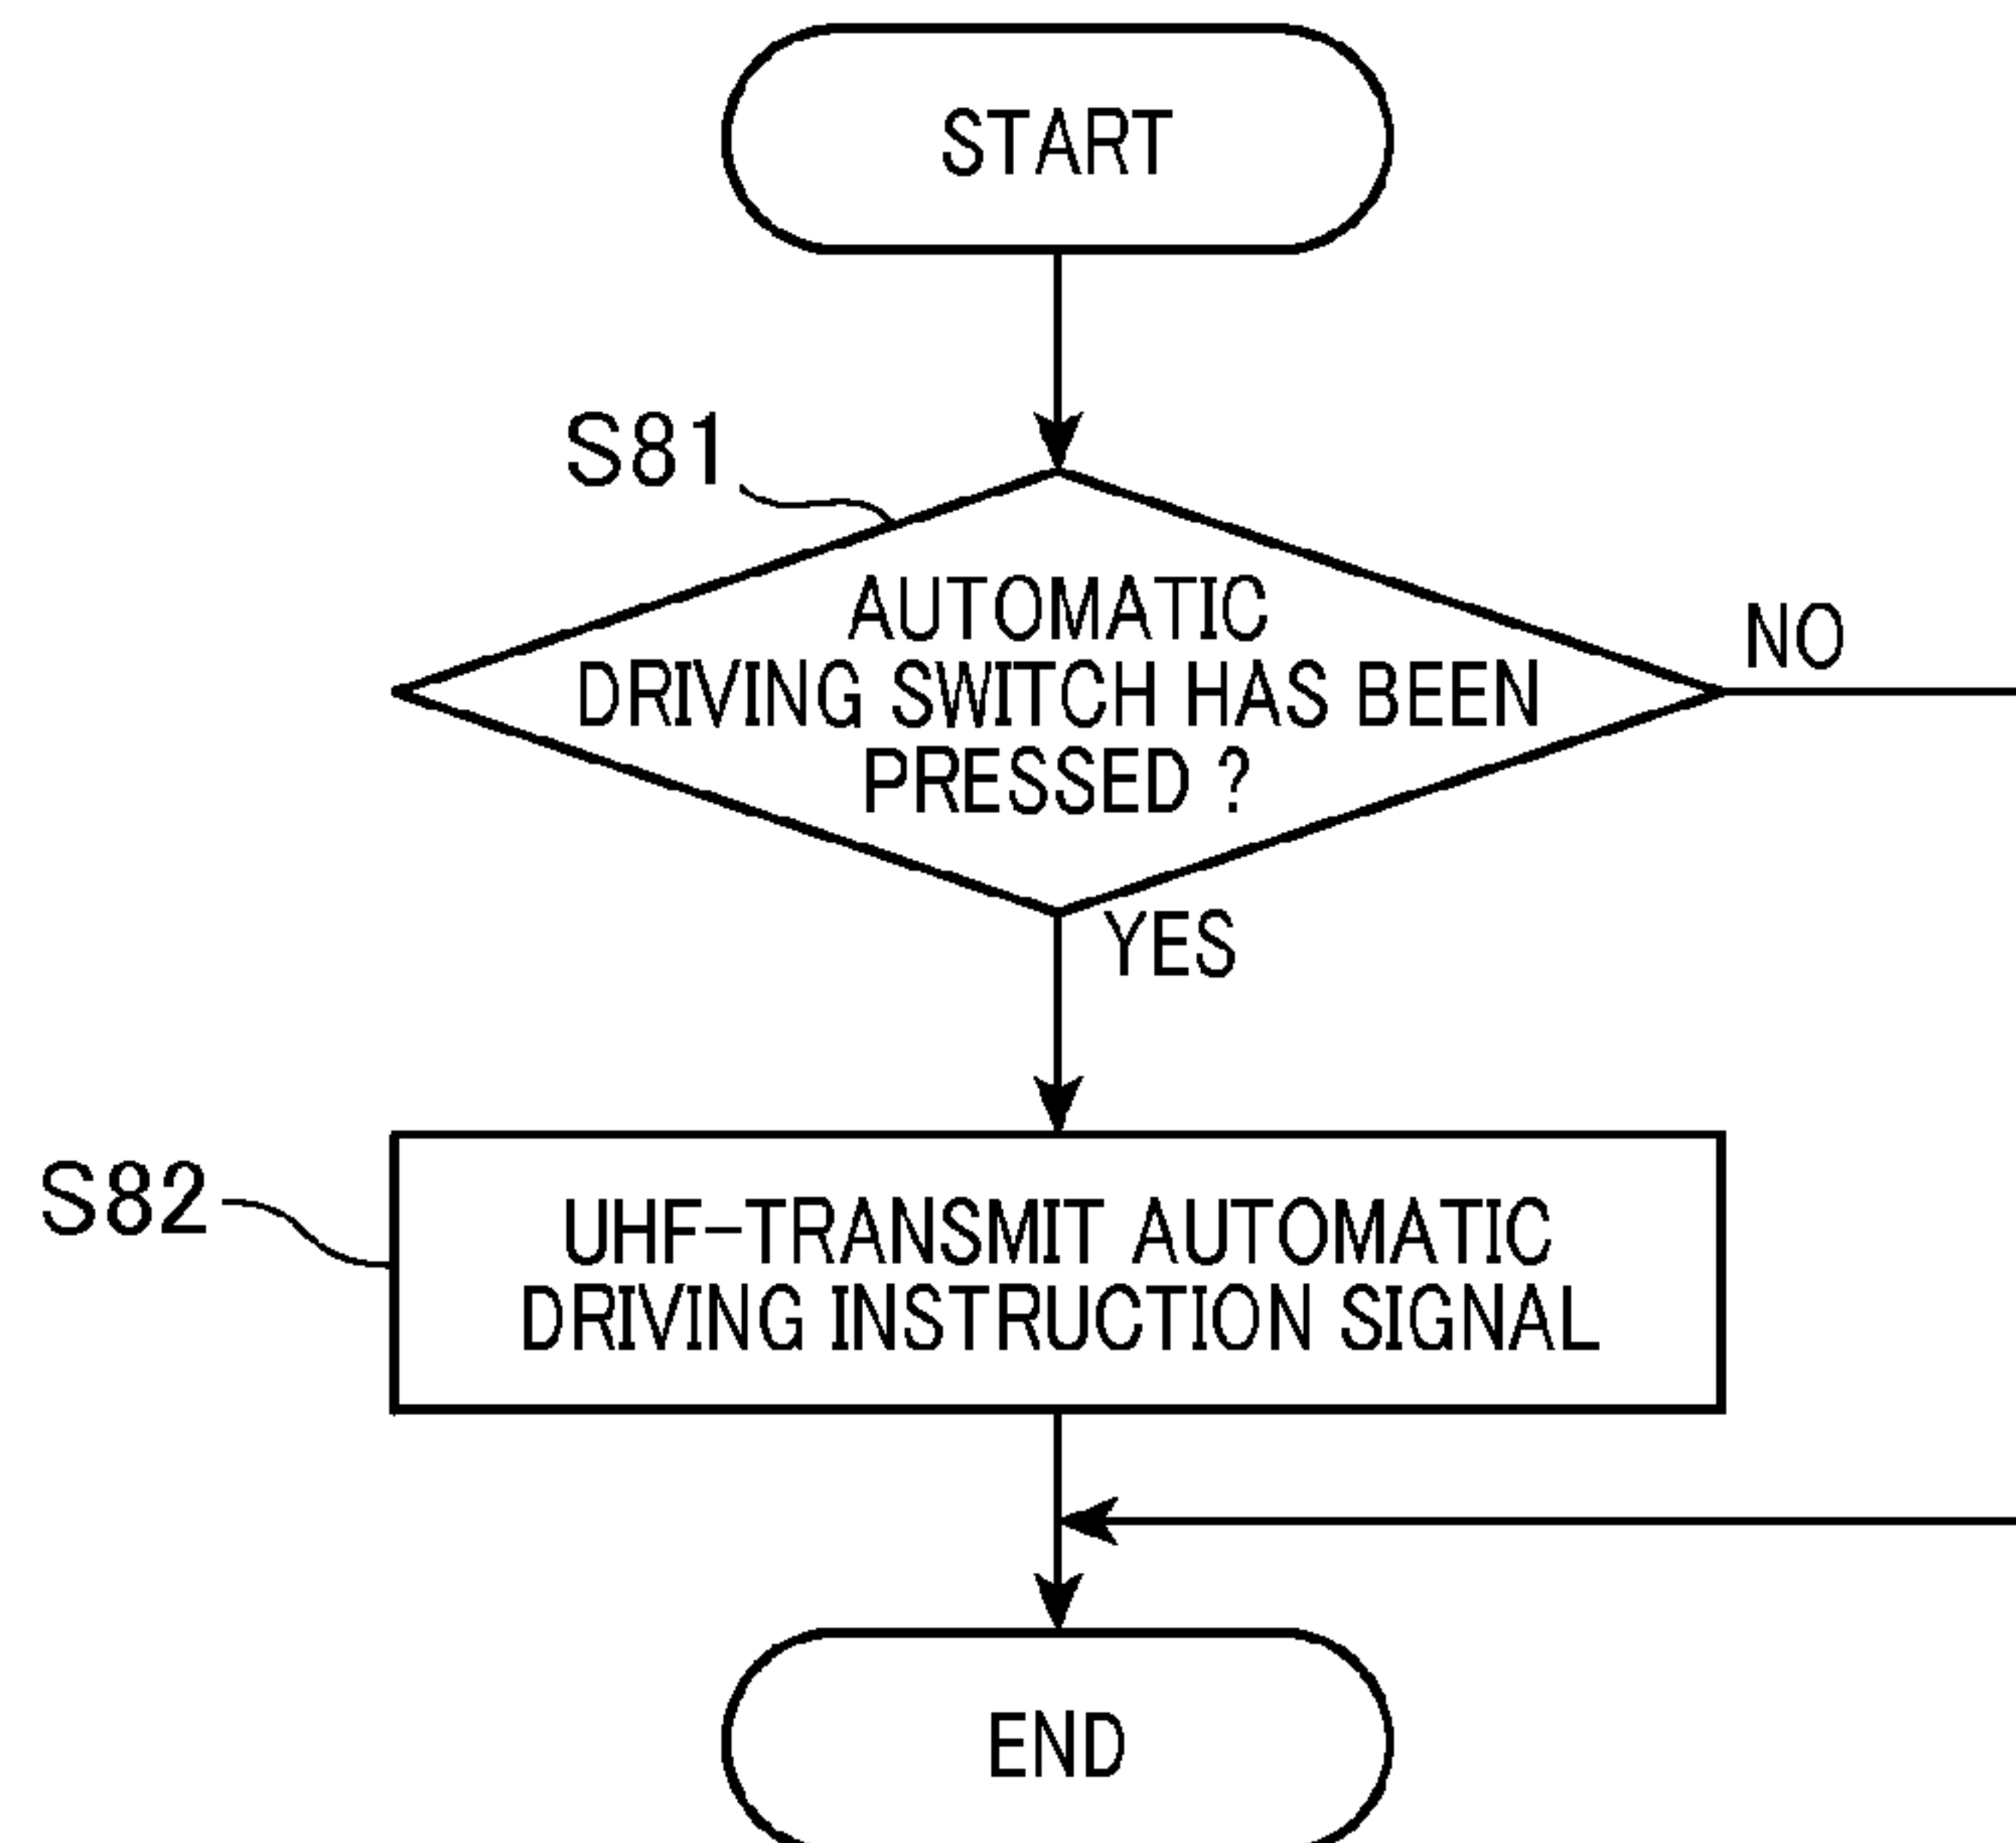 START
S81
AUTOMATIC
DRIVING SWITCH HAS BEEN
PRESSED ?
NO
YES
S82
UHF-TRANSMIT AUTOMATIC
DRIVING INSTRUCTION SIGNAL
END